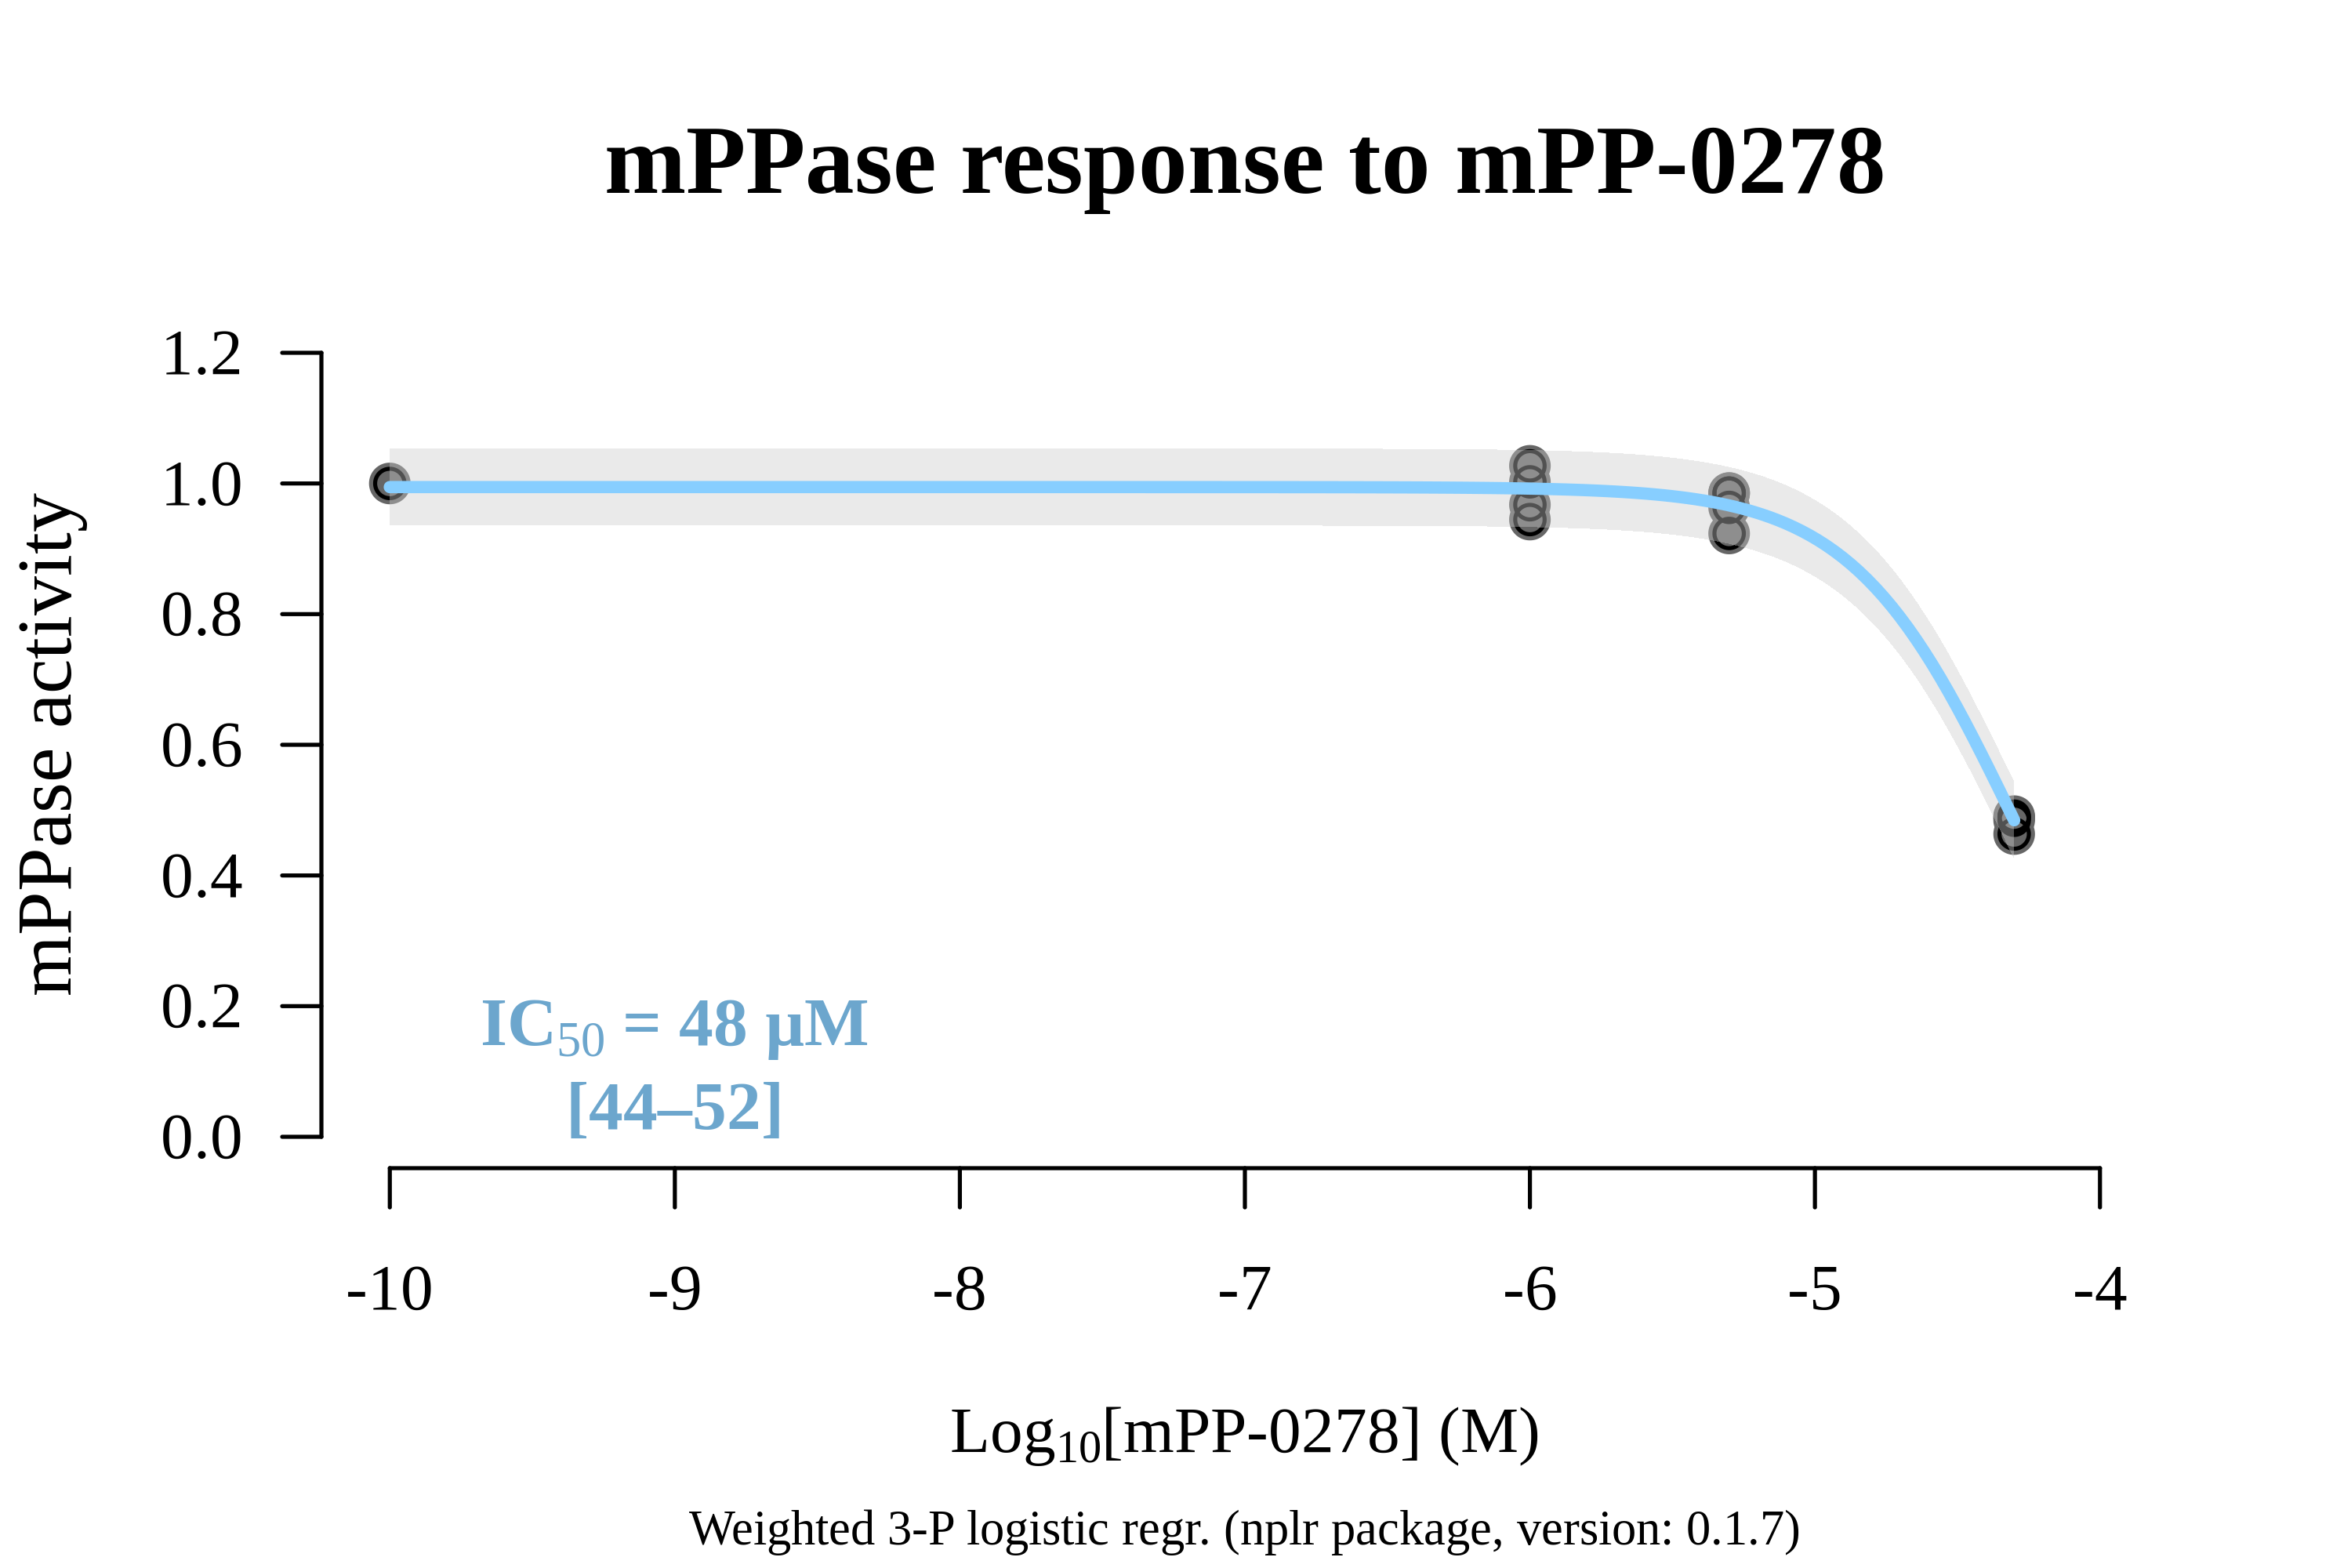 mPPase response to mPP-0278
mPPase activity
1.2
1.0
0.8
0.6
0.4
0.2
0.0
IC50 = 48 µM
[44–52]
-10 -9 -8 -7 -6 -5 -4
Log10[mPP-0278] (M)
Weighted 3-P logistic regr. (nplr package, version: 0.1.7)